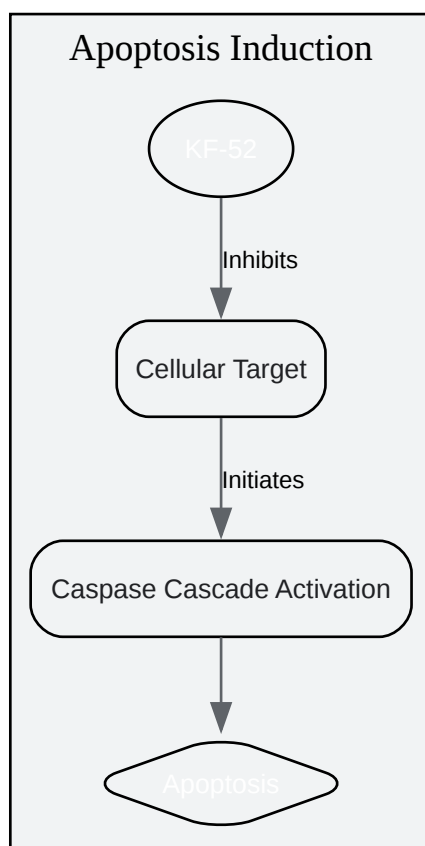 Apoptosis Induction
KF-52
Inhibits
Cellular Target
Initiates
Caspase Cascade Activation
Apoptosis